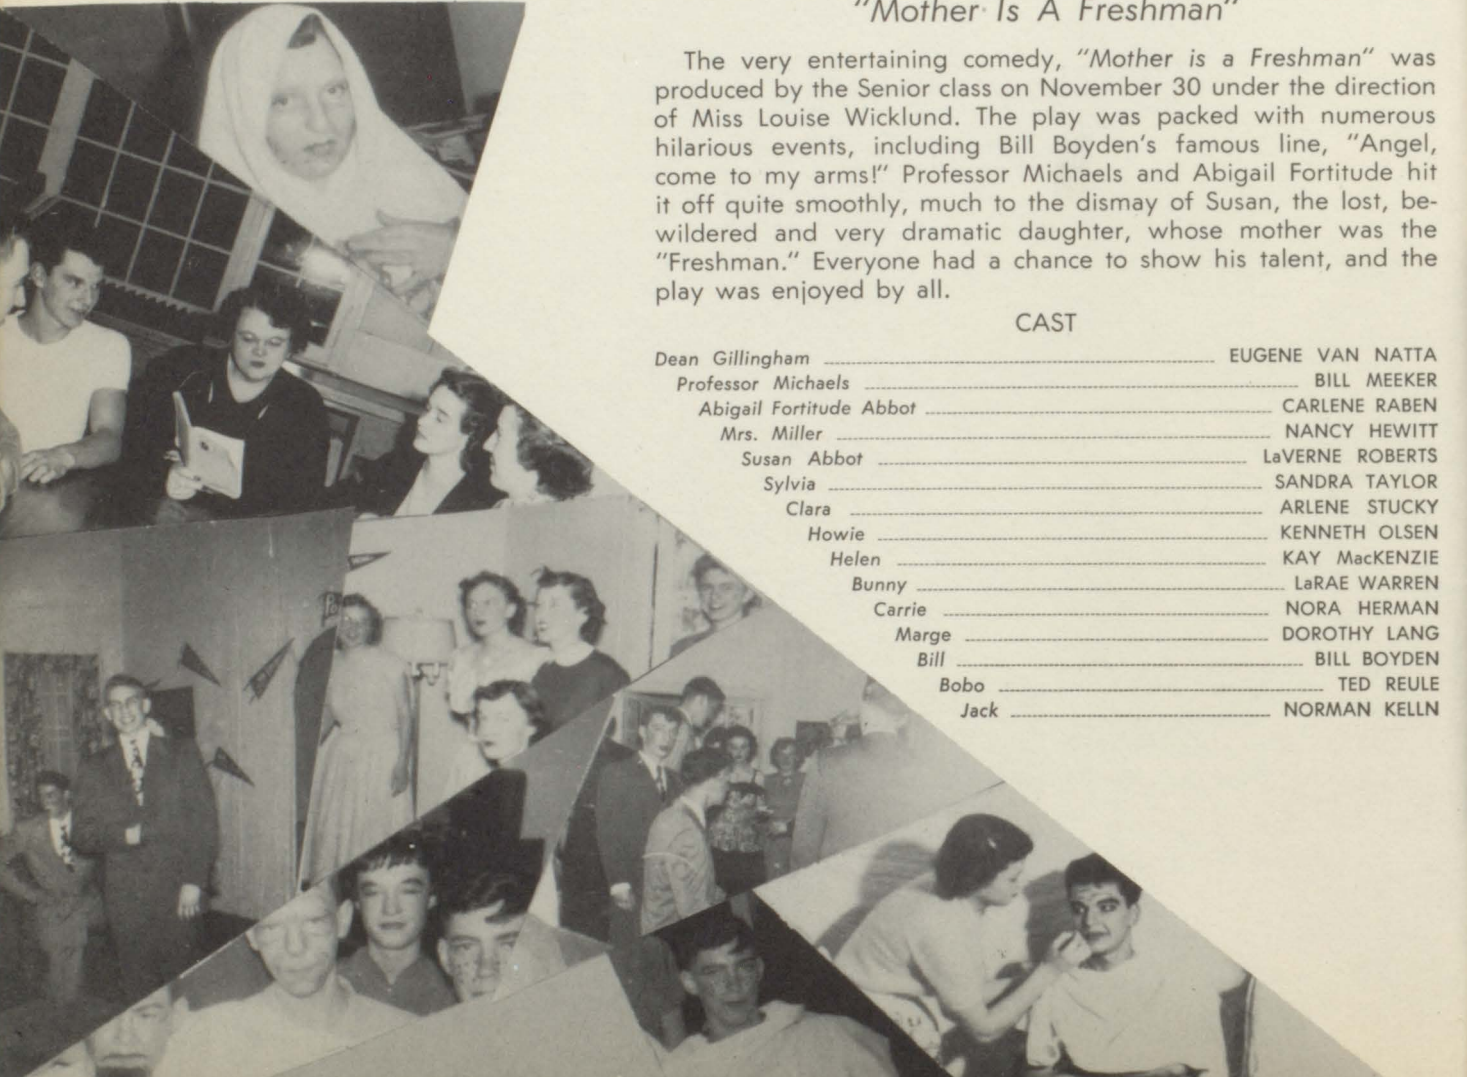 "Mother Is A Freshman"
The very entertaining comedy, "Mother is a Freshman" was
produced by the Senior class on November 30 under the direction
of Miss Louise Wicklund. The play was packed with numerous
hilarious events, including Bill Boyden's famous line, "Angel,
come to my arms!" Professor Michaels and Abigail Fortitude hit
it off quite smoothly, much to the dismay of Susan, the lost, be-
wildered and very dramatic daughter, whose mother was the
"Freshman." Everyone had a chance to show his talent, and the
play was enjoyed by all.
CAST
Dean Gillingham EUGENE VAN NATTA
Professor Michaels BILL MEEKER
Abigail Fortitude Abbot CARLENE RABEN
Mrs. Miller NANCY HEWITT
Susan Abbot LaVERNE ROBERTS
Sylvia SANDRA TAYLOR
Clara ARLENE STUCKY
Howie KENNETH OLSEN
Helen KAY MacKENZIE
Bunny LaRAE WARREN
Carrie NORA HERMAN
Marge DOROTHY LANG
Bill BILL BOYDEN
Bobo TED REULE
Jack NORMAN KELLN